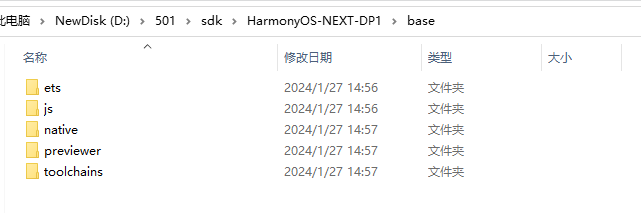 此电脑 > NewDisk (D:) > 501 > sdk > HarmonyOS-NEXT-DP1 > base
名称 修改日期 类型 大小
ets 2024/1/27 14:56 文件夹
js 2024/1/27 14:56 文件夹
native 2024/1/27 14:57 文件夹
previewer 2024/1/27 14:57 文件夹
toolchains 2024/1/27 14:57 文件夹